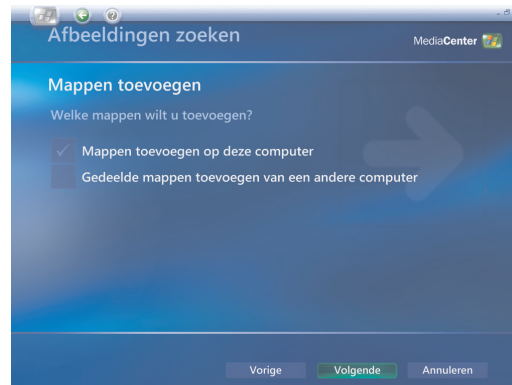 Afbeeldingen zoeken
MediaCenter
Mappen toevoegen
Welke mappen wilt u toevoegen?
Mappen toevoegen op deze computer
Gedeelde mappen toevoegen van een andere computer
Vorige Volgende Annuleren